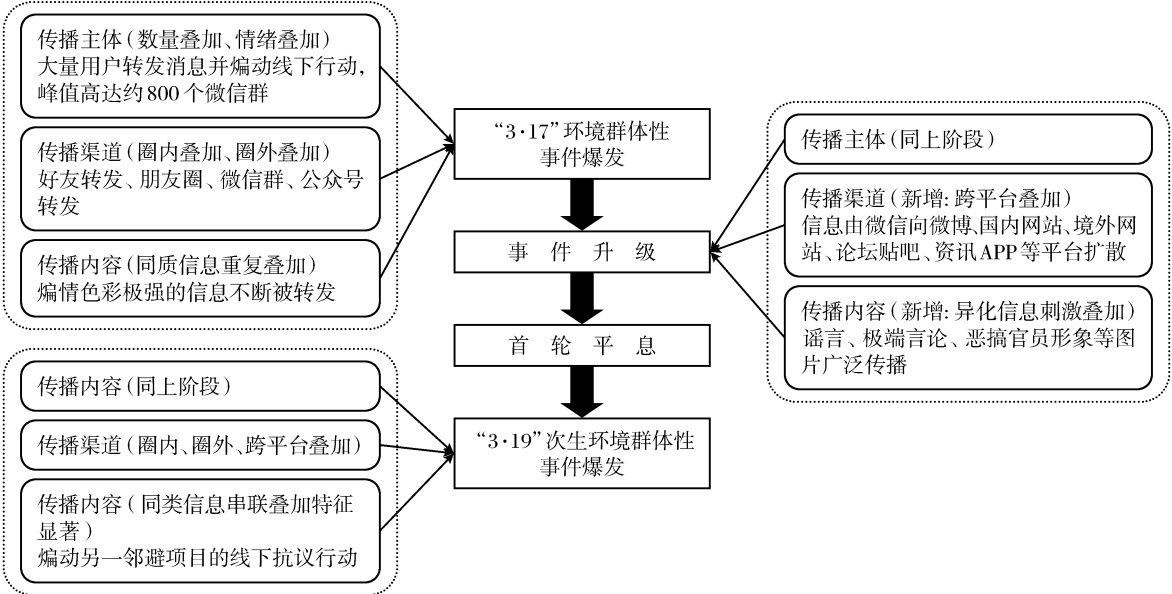 传播主体(数量叠加、情绪叠加)
大量用户转发消息并煽动线下行动,
峰值高达约800个微信群
传播渠道(圈内叠加、圈外叠加)
好友转发、朋友圈、微信群、公众号
转发
传播内容(同质信息重复叠加)
煽情色彩极强的信息不断被转发
“3·17”环境群体性
事件爆发
事件升级
首轮平息
“3·19”次生环境群体性
事件爆发
传播主体(同上阶段)
传播渠道(新增:跨平台叠加)
信息由微信向微博、国内网站、境外网
站、论坛贴吧、资讯APP等平台扩散
传播内容(新增:异化信息刺激叠加)
谣言、极端言论、恶搞官员形象等图
片广泛传播
传播内容(同上阶段)
传播渠道(圈内、圈外、跨平台叠加)
传播内容(同类信息串联叠加特征
显著)
煽动另一邻避项目的线下抗议行动